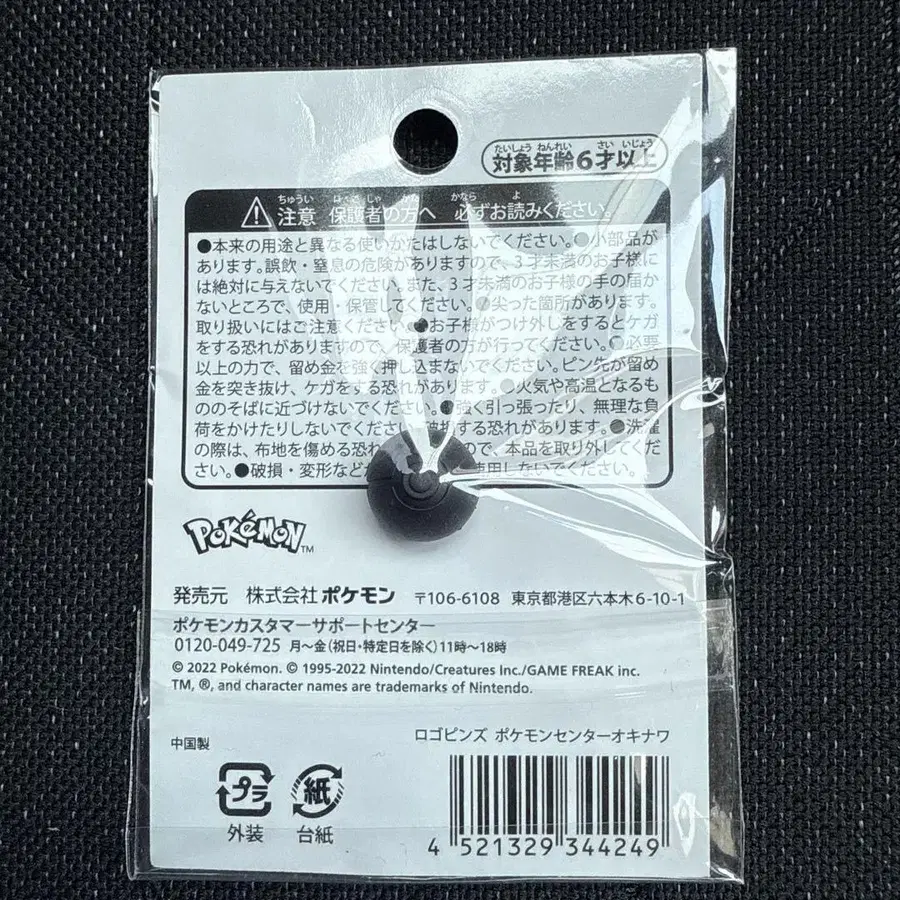 たいしょう ねんれい さい いじょう
対象年齢6才以上
ちゅうい ほ ご しゃ かた かなら よ
注意 保護者の方へ 必ずお読みください。
●本来の用途と異なる使いかたはしないでください。●小部品が
あります。誤飲・窒息の危険がありますので、3才未満のお子様に
は絶対に与えないでください。また、3才未満のお子様の手の届か
ないところで、使用・保管してください。●尖った箇所があります。
取り扱いにはご注意ください。●お子様がつけ外しをするとケガ
をする恐れがありますので、保護者の方が行ってください。●必要
以上の力で、留め金を強く押し込まないでください。ピン先が留め
金を突き抜け、ケガをする恐れがあります。●火気や高温となるも
ののそばに近づけないでください。●強く引っ張ったり、無理な負
荷をかけたりしないでください。破損する恐れがあります。●洗濯
の際は、布地を傷める恐れ ので、本品を取り外してくだ
さい。●破損・変形など 使用しないでください。
POKéMON™
発売元 株式会社ポケモン 〒106-6108 東京都港区六本木6-10-1
ポケモンカスタマーサポートセンター
0120-049-725 月～金(祝日・特定日を除く)11時～18時
© 2022 Pokémon. © 1995-2022 Nintendo/Creatures Inc./GAME FREAK inc.
TM, ®, and character names are trademarks of Nintendo.
ロゴピンズ ポケモンセンターオキナワ
中国製
プラ 紙
外装 台紙
4 521329 344249